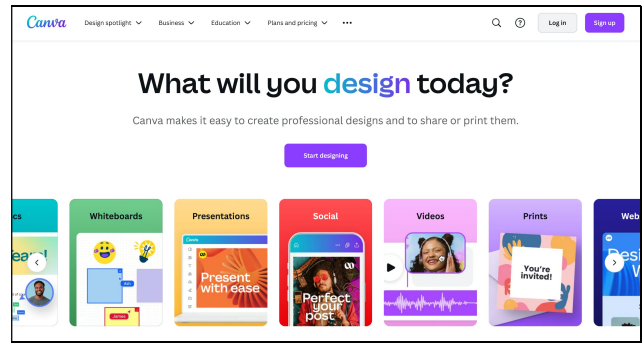 Canva Design spotlight Business Education Plans and pricing ••• Log in Sign up
What will you design today?
Canva makes it easy to create professional designs and to share or print them.
Start designing
cs Whiteboards Presentations Social Videos Prints Web
Canva
Present
with ease
Perfect
your
post
You're
invited!
James